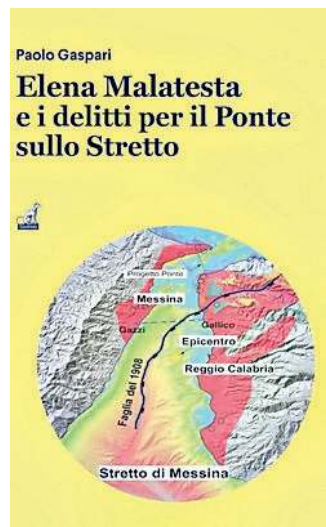 Paolo Gaspari
Elena Malatesta
e i delitti per il Ponte
sullo Stretto
Progetto Ponte
Messina
Gazzi
Gallico
Epicentro
Reggio Calabria
Faglia del 1908
Stretto di Messina